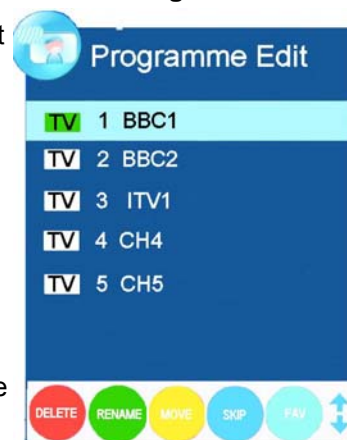 t
Programme Edit
TV 1 BBC1
TV 2 BBC2
TV 3 ITV1
TV 4 CH4
TV 5 CH5
e
DELETE RENAME MOVE SKIP FAV